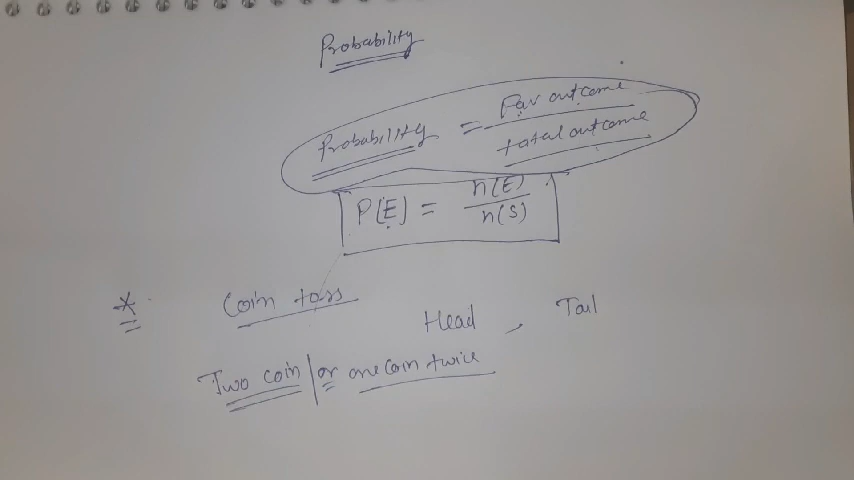 Probability
Probability = Fav outcome / total outcome
P(E) = n(E) / n(S)
* Coin toss
Head , Tail
Two coin | or one coin twice